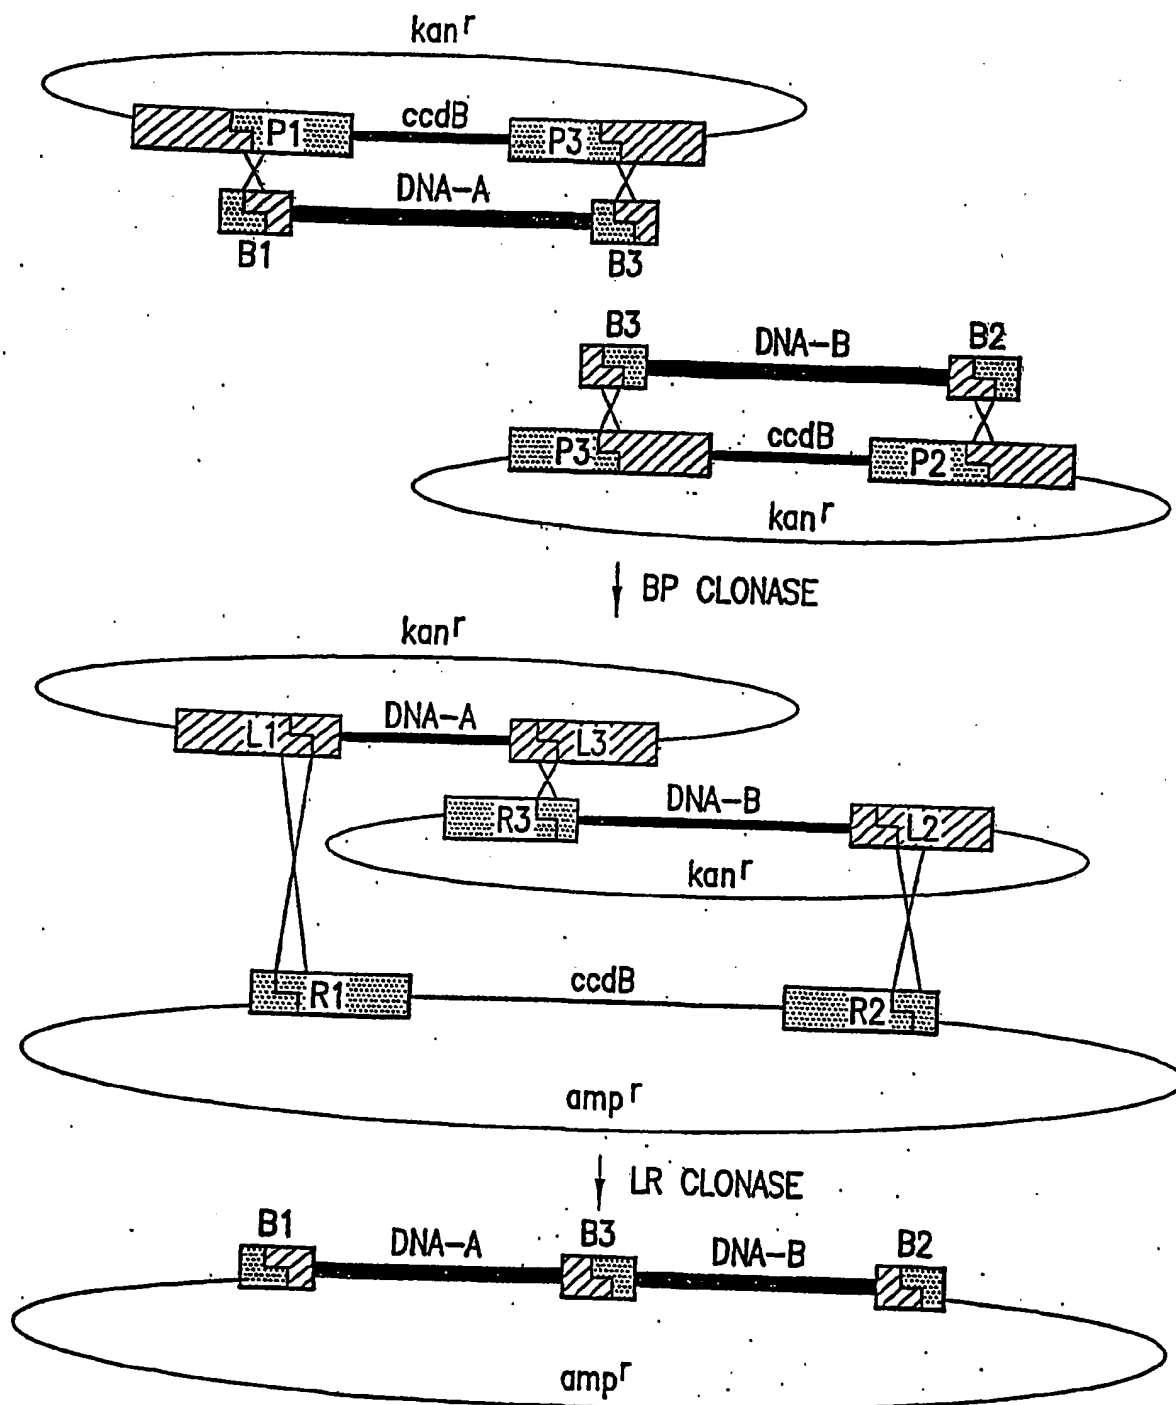 kanr
P1 ccdB P3
DNA-A
B1 B3
B3 DNA-B B2
P3 ccdB P2
kanr
BP CLONASE
kanr
L1 DNA-A L3
R3 DNA-B L2
kanr
R1 ccdB R2
ampr
LR CLONASE
B1 DNA-A B3 DNA-B B2
ampr